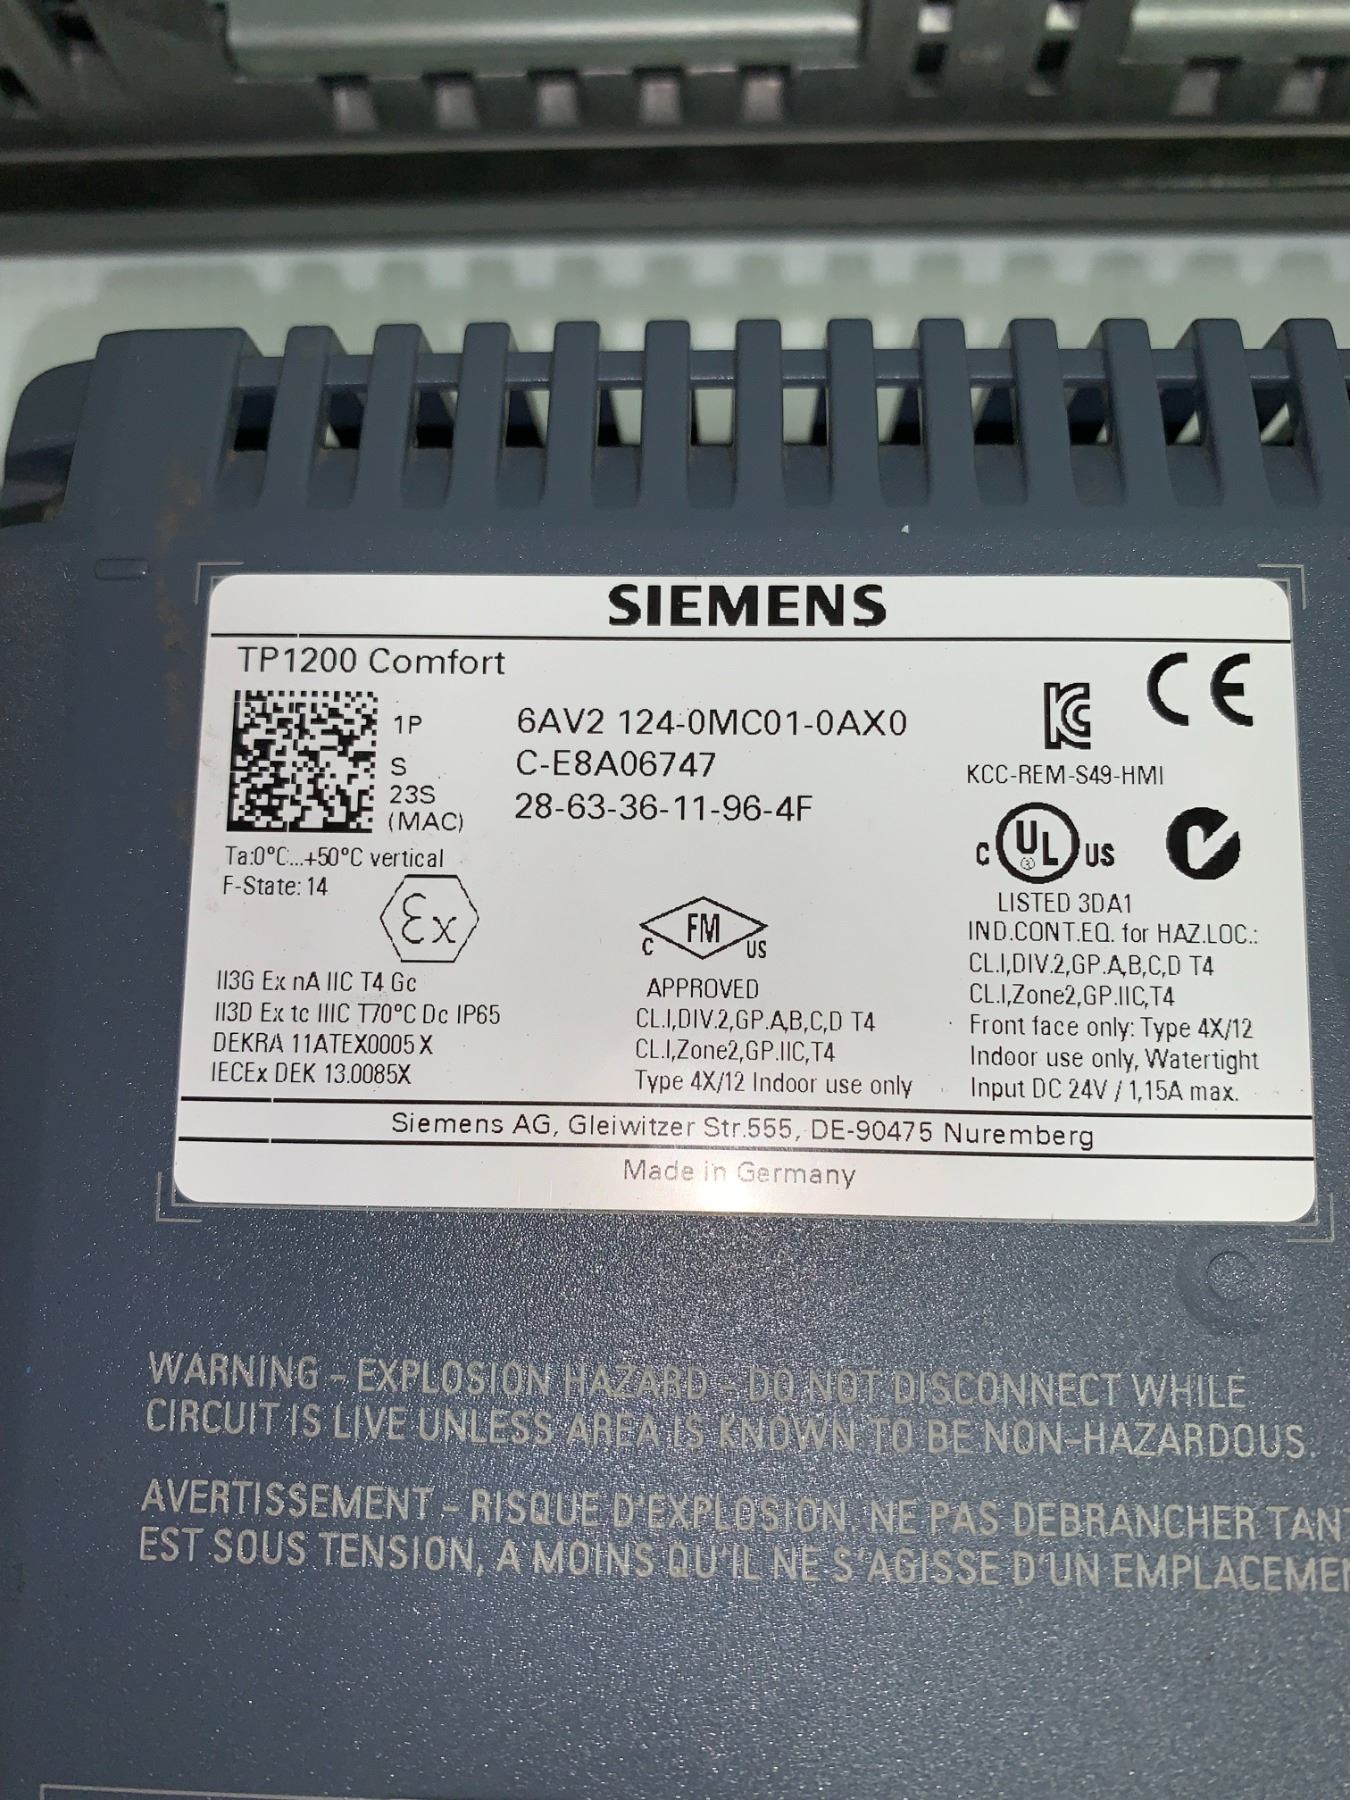 SIEMENS
TP1200 Comfort
1P 6AV2 124-0MC01-0AX0
S C-E8A06747
23S
(MAC) 28-63-36-11-96-4F
Ta:0°C...+50°C vertical
F-State: 14
εx
II3G Ex nA IIC T4 Gc
II3D Ex tc IIIC T70°C Dc IP65
DEKRA 11ATEX0005 X
IECEx DEK 13.0085X
C FM US
APPROVED
CL.I,DIV.2,GP.A,B,C,D T4
CL.I,Zone2,GP.IIC,T4
Type 4X/12 Indoor use only
KC CE
KCC-REM-S49-HMI
C UL US
LISTED 3DA1
IND.CONT.EQ. for HAZ.LOC.:
CL.I,DIV.2,GP.A,B,C,D T4
CL.I,Zone2,GP.IIC,T4
Front face only: Type 4X/12
Indoor use only, Watertight
Input DC 24V / 1,15A max.
Siemens AG, Gleiwitzer Str.555, DE-90475 Nuremberg
Made in Germany
WARNING - EXPLOSION HAZARD - DO NOT DISCONNECT WHILE
CIRCUIT IS LIVE UNLESS AREA IS KNOWN TO BE NON-HAZARDOUS.
AVERTISSEMENT - RISQUE D'EXPLOSION. NE PAS DEBRANCHER TAN
EST SOUS TENSION, A MOINS QU'IL NE S'AGISSE D'UN EMPLACEME